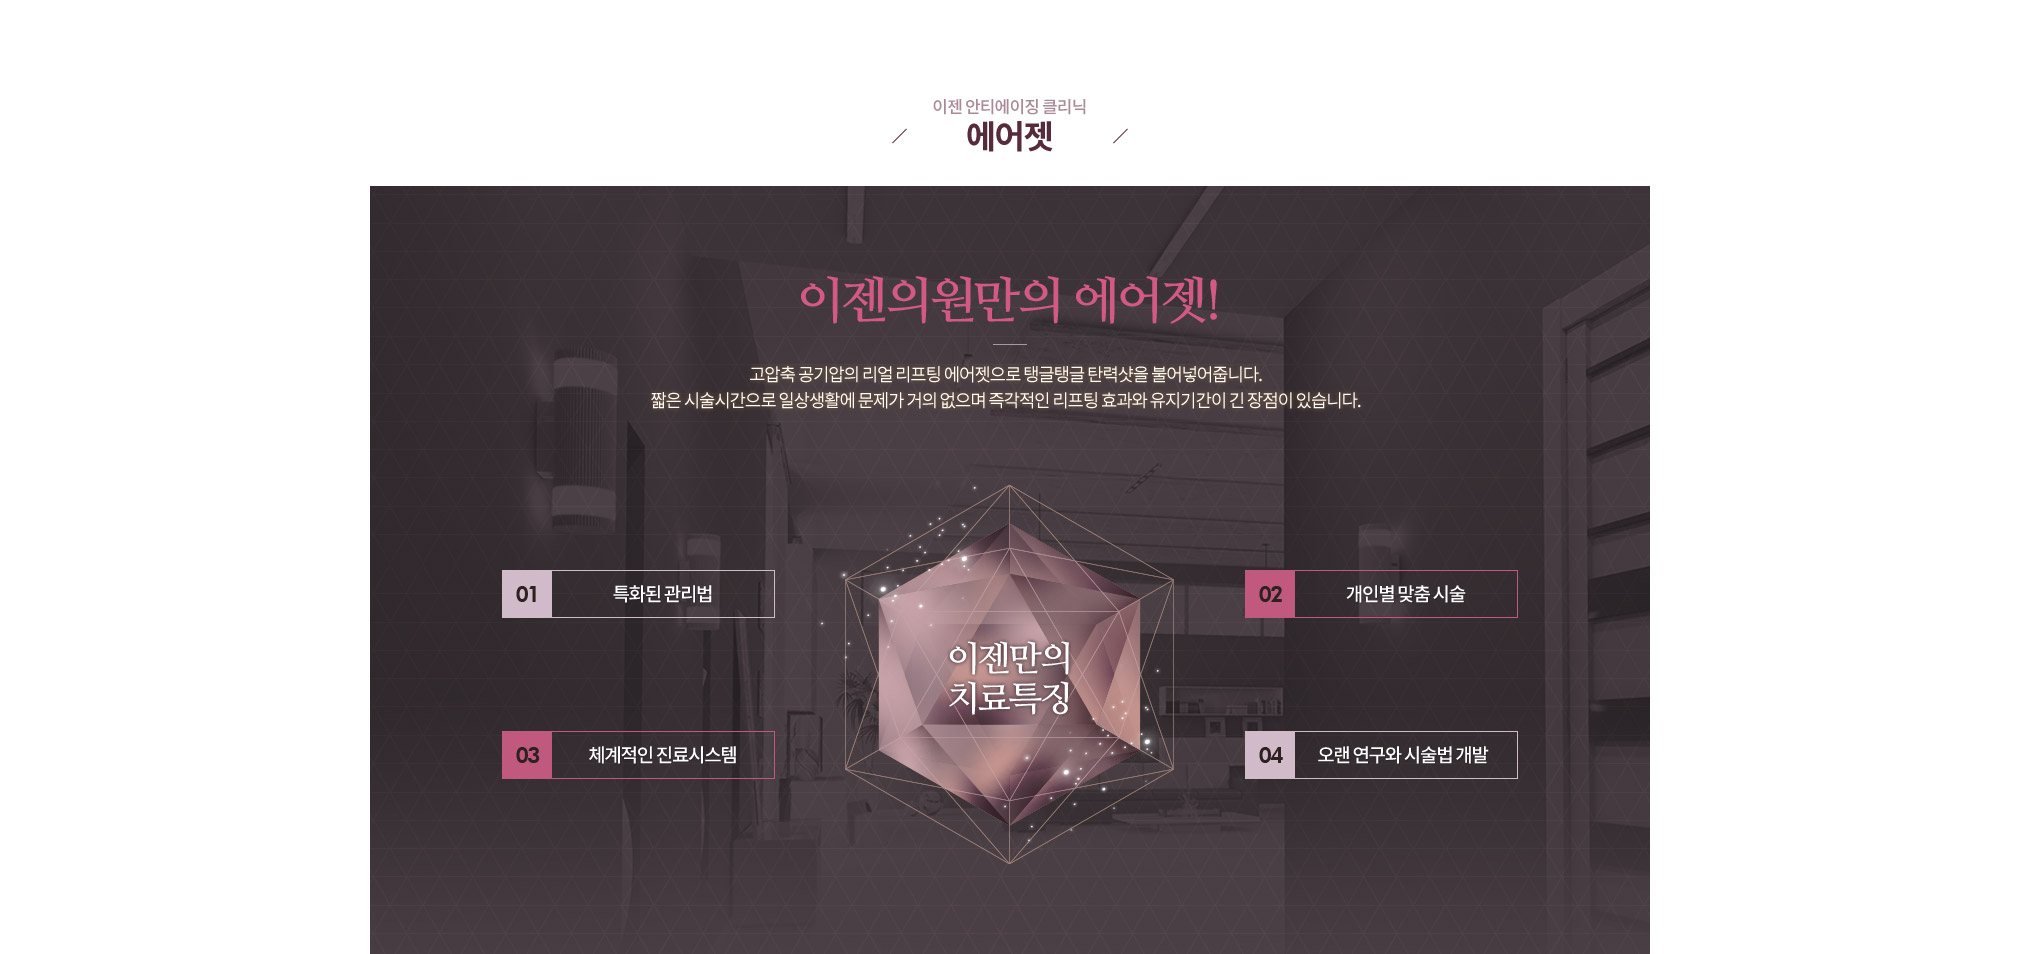 이젠 안티에이징 클리닉
에어젯
이젠의원만의 에어젯!
고압축 공기압의 리얼 리프팅 에어젯으로 탱글탱글 탄력샷을 불어넣어줍니다.
짧은 시술시간으로 일상생활에 문제가 거의 없으며 즉각적인 리프팅 효과와 유지기간이 긴 장점이 있습니다.
01 특화된 관리법
02 개인별 맞춤 시술
이젠만의
치료특징
03 체계적인 진료시스템
04 오랜 연구와 시술법 개발